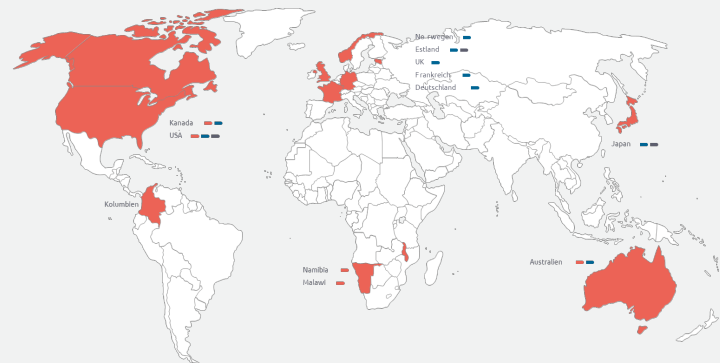 Norwegen
Estland
UK
Frankreich
Deutschland
Kanada
USA
Japan
Kolumbien
Namibia
Malawi
Australien